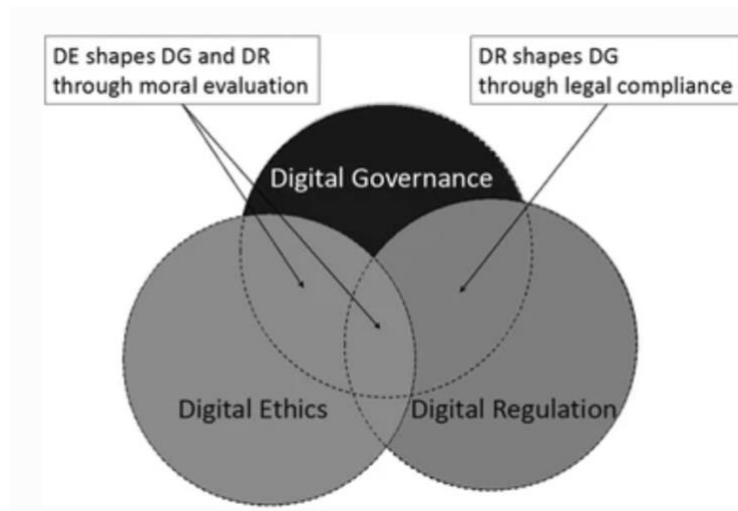 DE shapes DG and DR
through moral evaluation
DR shapes DG
through legal compliance
Digital Governance
Digital Ethics
Digital Regulation